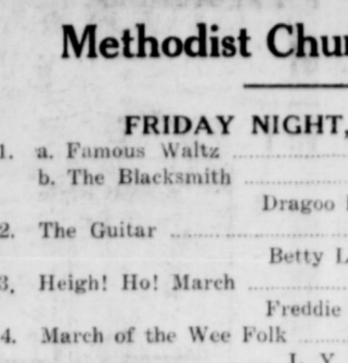 Methodist Chu
FRIDAY NIGHT,
1. a. Famous Waltz
b. The Blacksmith
Dragoo
2. The Guitar
Betty L
3. Heigh! Ho! March
Freddie
4. March of the Wee Folk
L. Y.